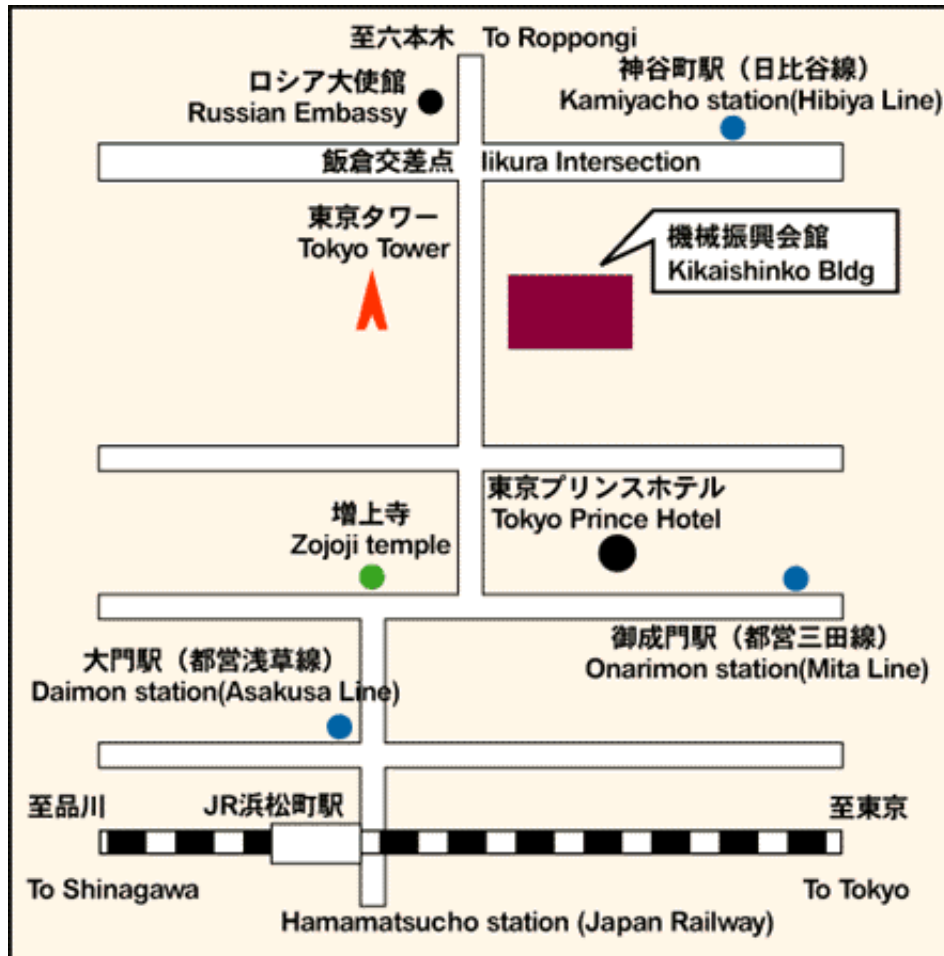 至六本木 To Roppongi
ロシア大使館
Russian Embassy
神谷町駅（日比谷線）
Kamiyacho station(Hibiya Line)
飯倉交差点 Iikura Intersection
東京タワー
Tokyo Tower
機械振興会館
Kikaishinko Bldg
東京プリンスホテル
Tokyo Prince Hotel
増上寺
Zojoji temple
御成門駅（都営三田線）
Onarimon station(Mita Line)
大門駅（都営浅草線）
Daimon station(Asakusa Line)
至品川
JR浜松町駅
至東京
To Shinagawa
To Tokyo
Hamamatsucho station (Japan Railway)